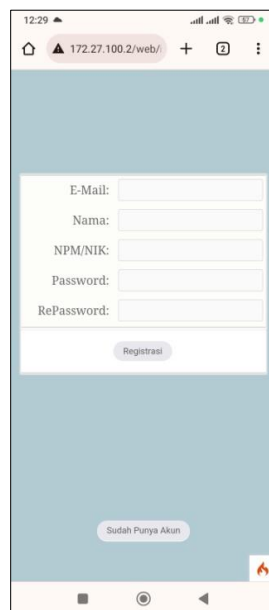 12:29
172.27.100.2/web/
2
E-Mail:
Nama:
NPM/NIK:
Password:
RePassword:
Registrasi
Sudah Punya Akun